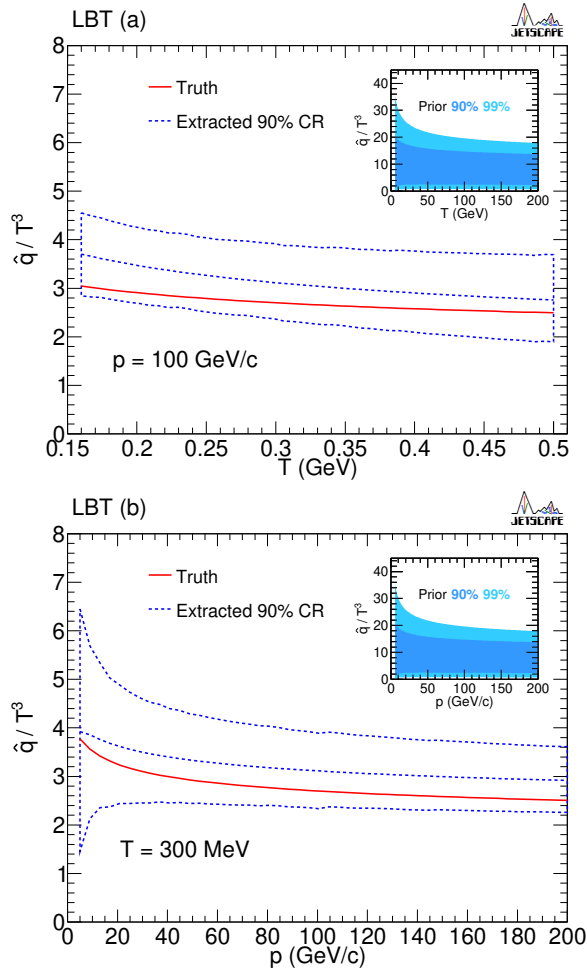 LBT (a)
JETSCAPE
8
7
6
5
4
3
2
1
0
q̂ / T³
Truth
Extracted 90% CR
p = 100 GeV/c
40
30
20
10
0
q̂ / T³
Prior 90% 99%
0 50 100 150 200
T (GeV)
0.15 0.2 0.25 0.3 0.35 0.4 0.45 0.5
T (GeV)
LBT (b)
JETSCAPE
8
7
6
5
4
3
2
1
0
q̂ / T³
Truth
Extracted 90% CR
T = 300 MeV
40
30
20
10
0
q̂ / T³
Prior 90% 99%
0 50 100 150 200
p (GeV/c)
0 20 40 60 80 100 120 140 160 180 200
p (GeV/c)